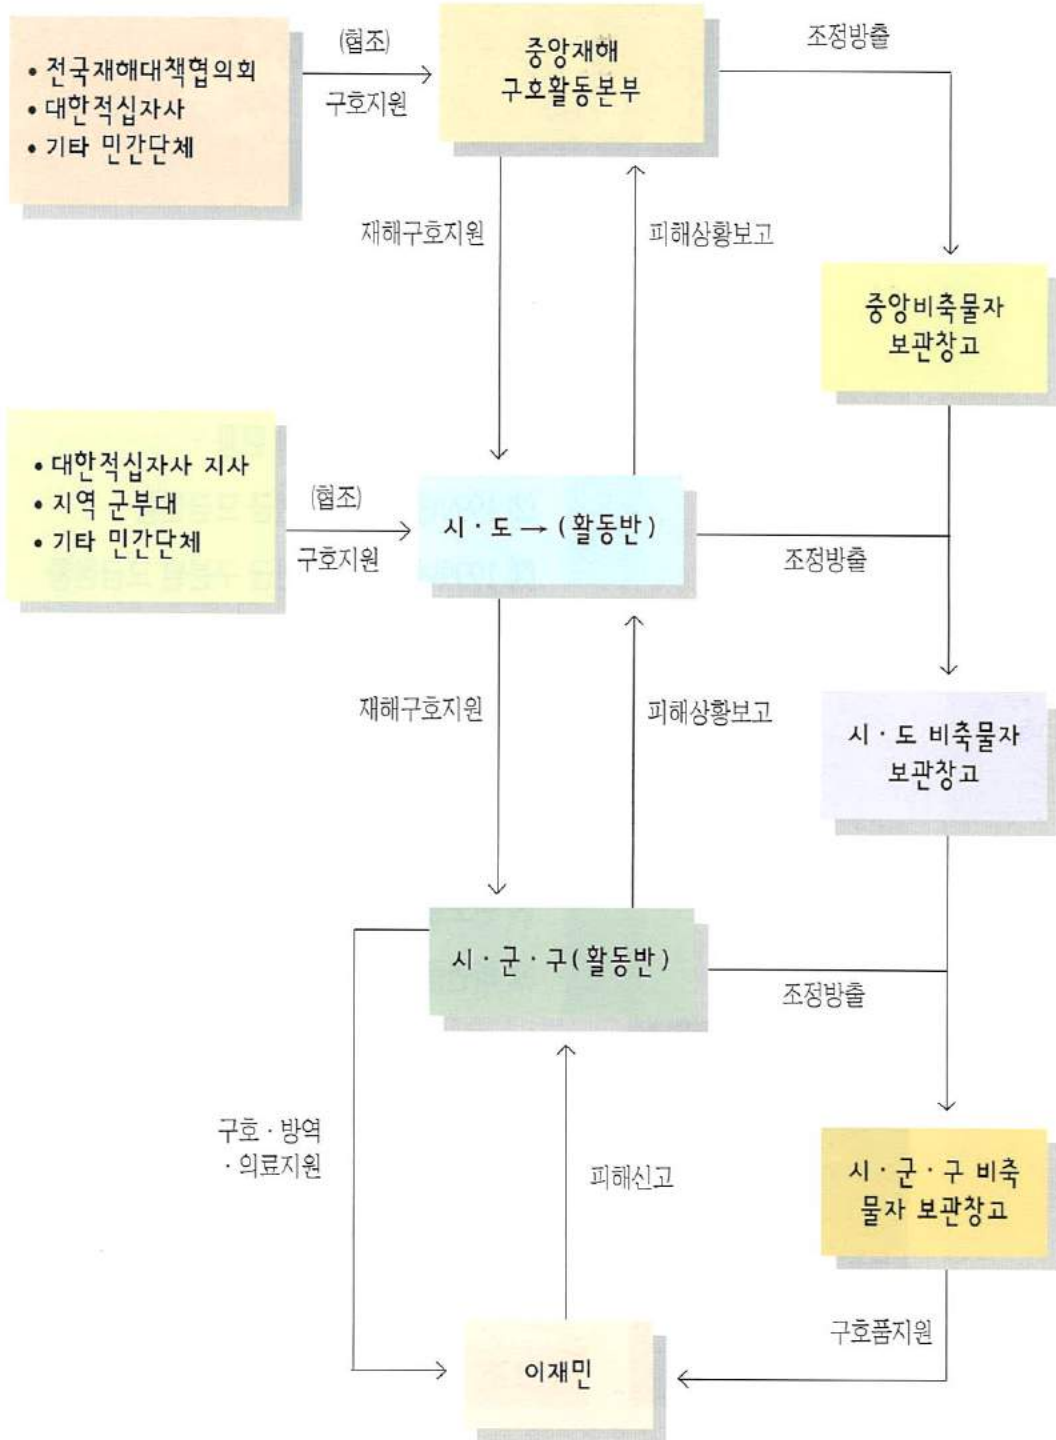 • 전국재해대책협의회
• 대한적십자사
• 기타 민간단체
(협조)
구호지원
중앙재해
구호활동본부
조정방출
재해구호지원
피해상황보고
중앙비축물자
보관창고
• 대한적십자사 지사
• 지역 군부대
• 기타 민간단체
(협조)
구호지원
시 · 도 → (활동반)
조정방출
재해구호지원
피해상황보고
시 · 도 비축물자
보관창고
시 · 군 · 구(활동반)
조정방출
구호 · 방역
· 의료지원
피해신고
시 · 군 · 구 비축
물자 보관창고
구호품지원
이재민